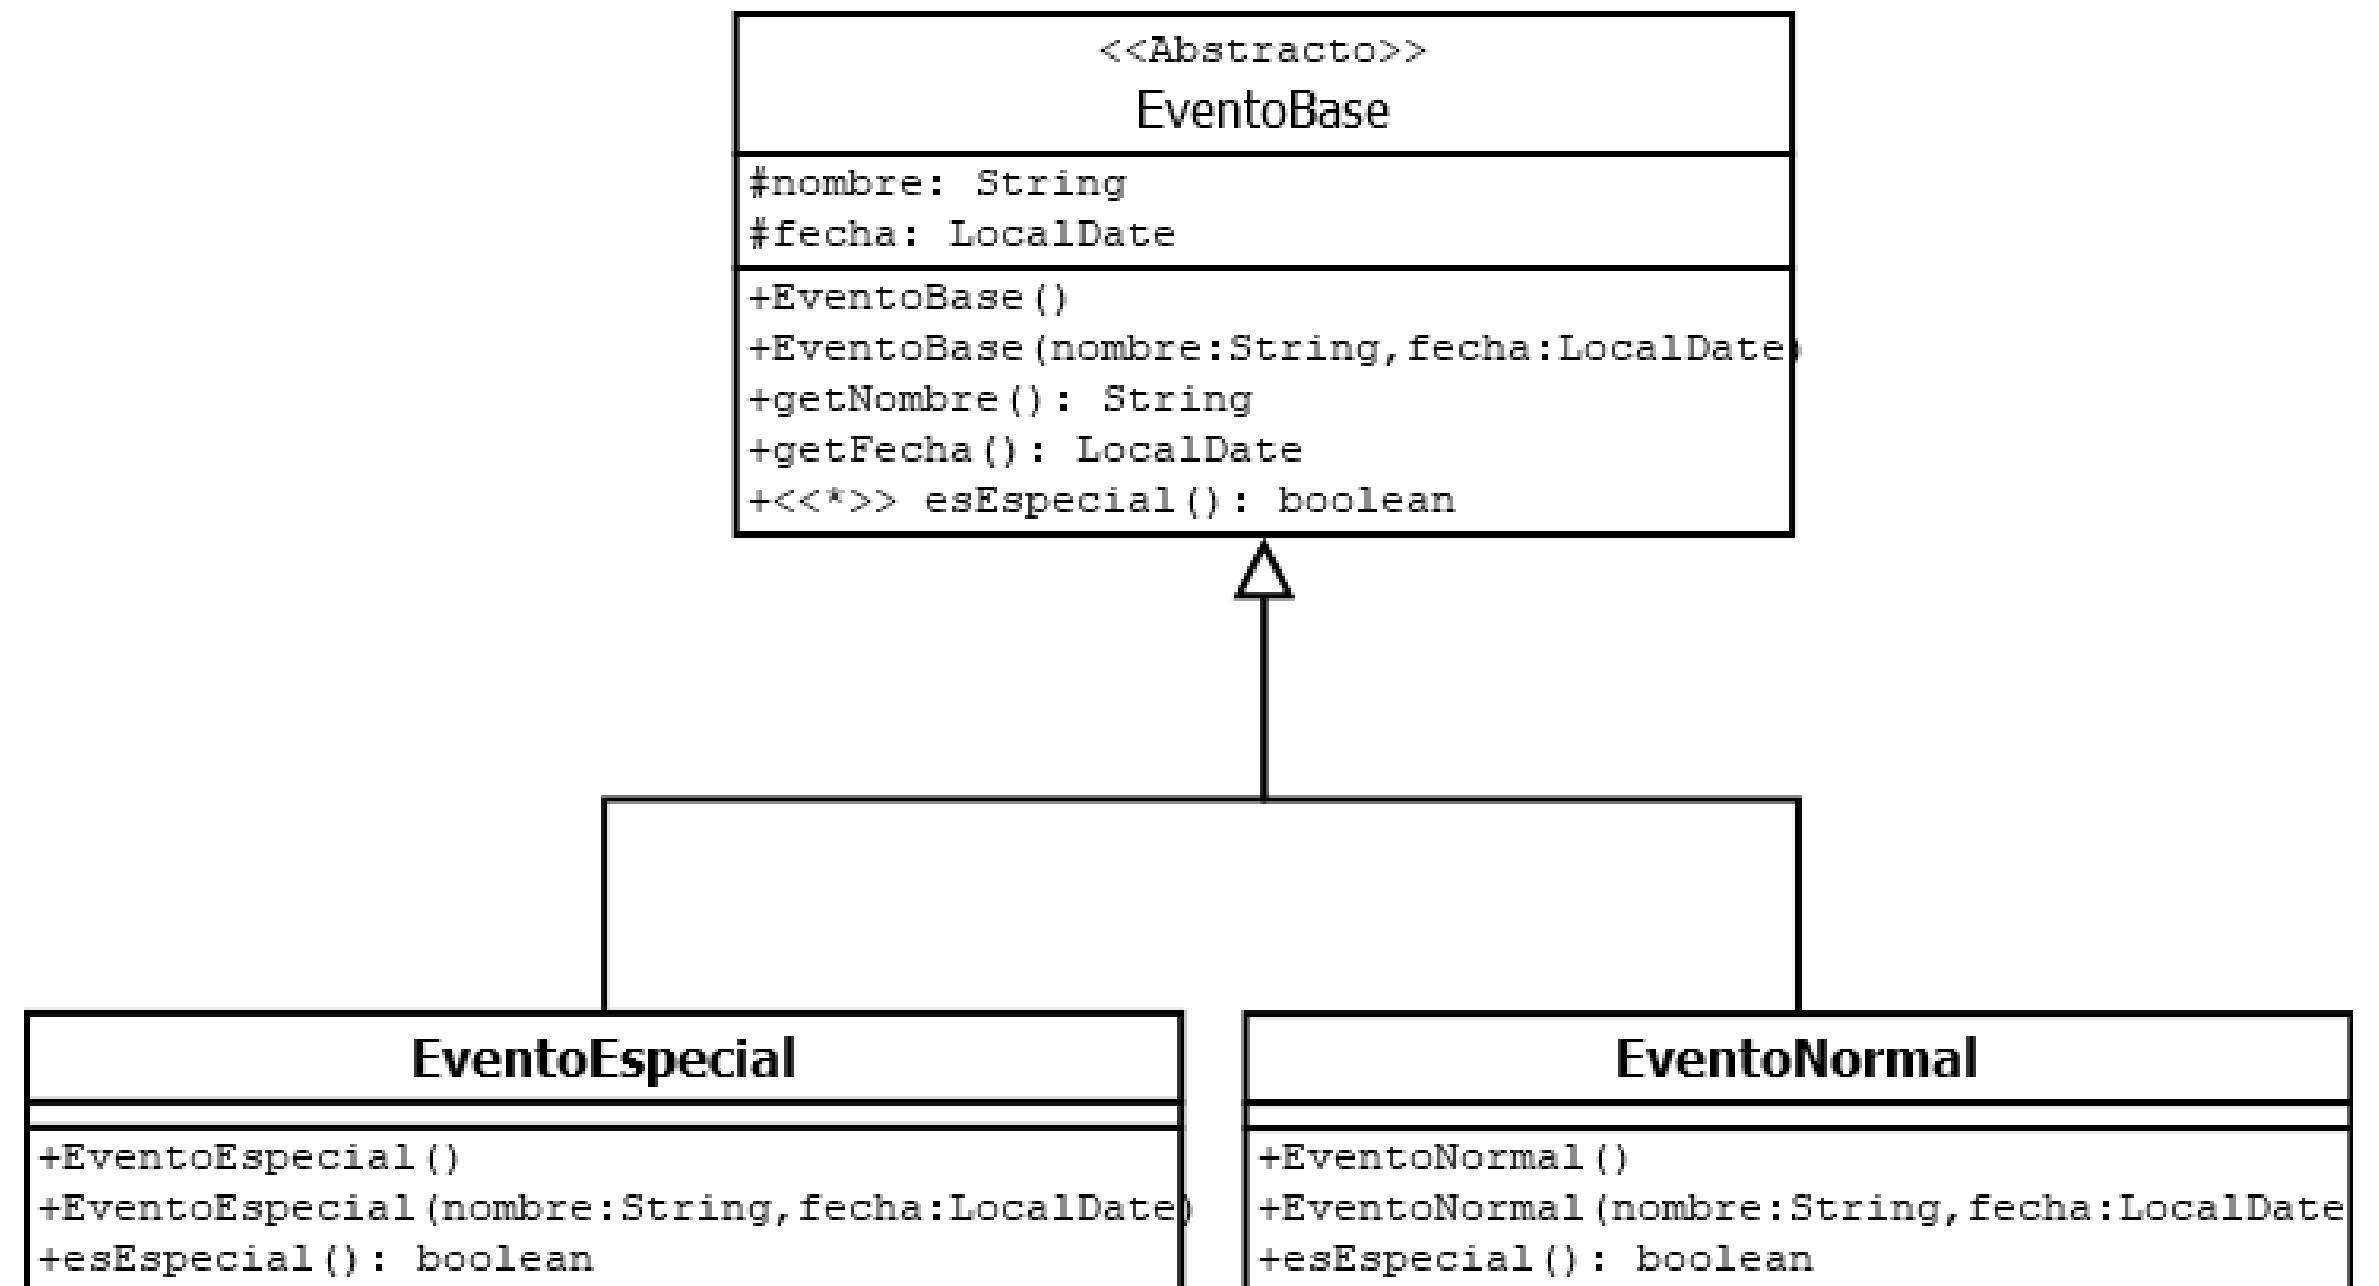 <<Abstracto>>
EventoBase
#nombre: String
#fecha: LocalDate
+EventoBase()
+EventoBase(nombre:String,fecha:LocalDate)
+getNombre(): String
+getFecha(): LocalDate
+<<*>> esEspecial(): boolean
EventoEspecial
+EventoEspecial()
+EventoEspecial(nombre:String,fecha:LocalDate)
+esEspecial(): boolean
EventoNormal
+EventoNormal()
+EventoNormal(nombre:String,fecha:LocalDate
+esEspecial(): boolean